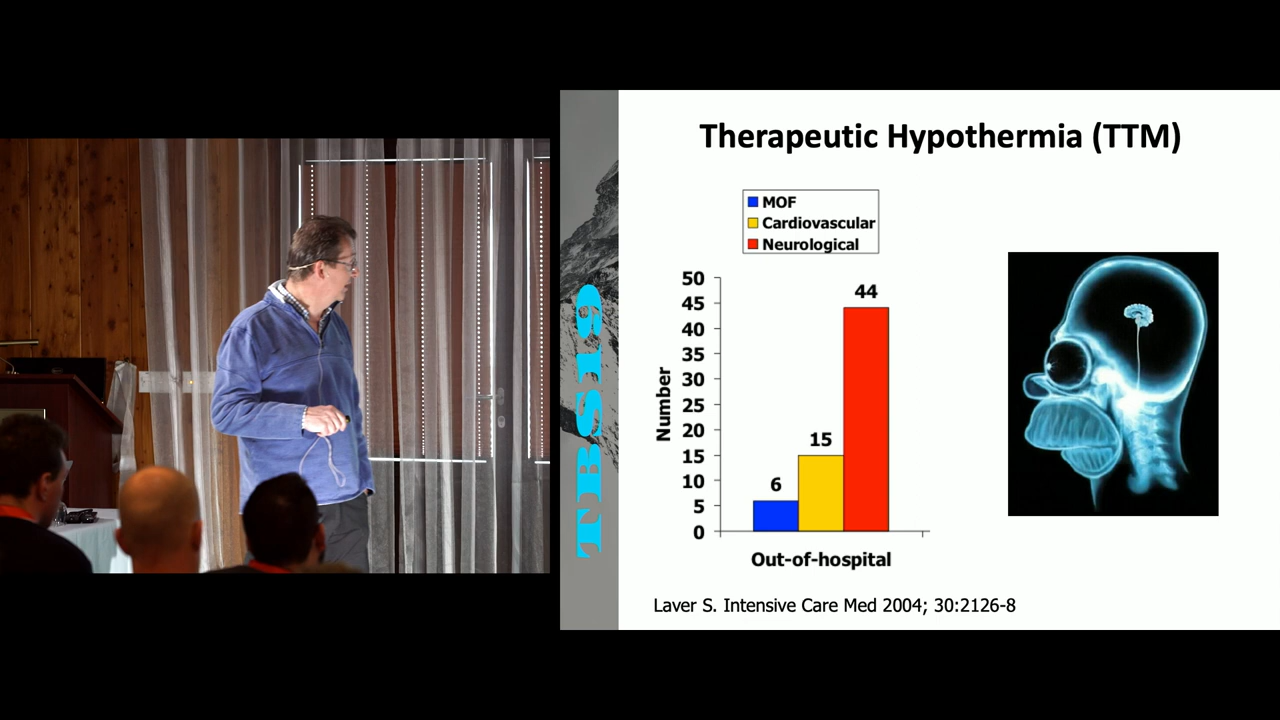 TBS19
Therapeutic Hypothermia (TTM)
MOF
Cardiovascular
Neurological
50
45
40
35
30
25
20
15
10
5
0
Number
6
15
44
Out-of-hospital
Laver S. Intensive Care Med 2004; 30:2126-8